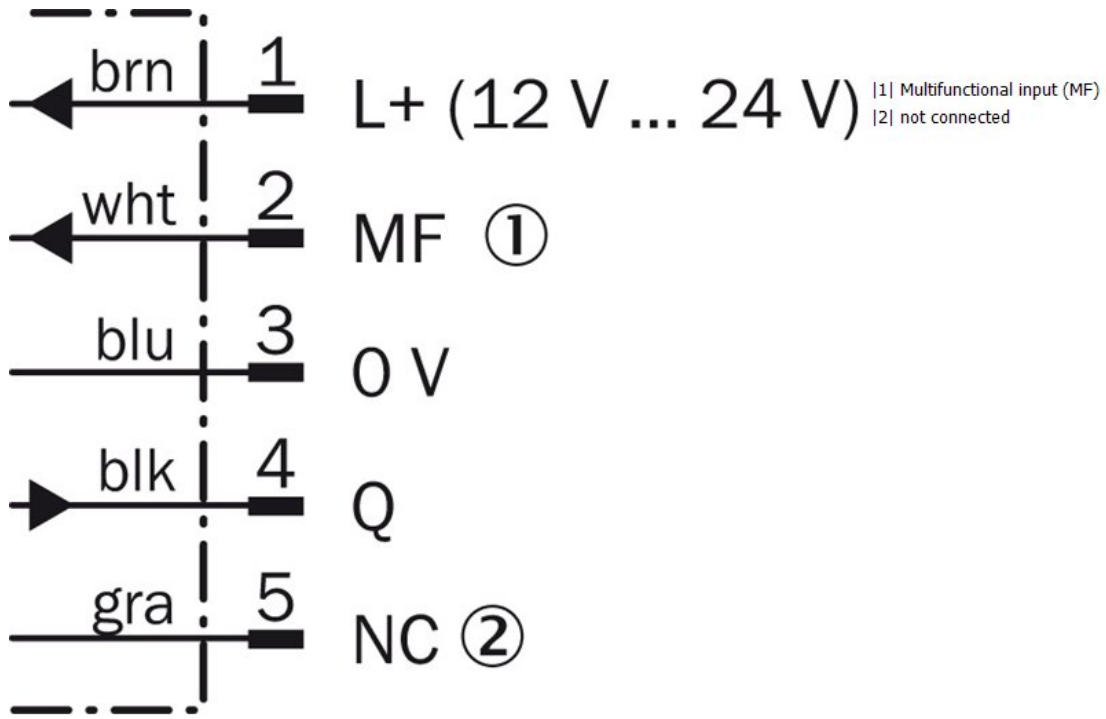 brn 1 L+ (12 V ... 24 V)
|1| Multifunctional input (MF)
|2| not connected
wht 2 MF ①
blu 3 0 V
blk 4 Q
gra 5 NC ②